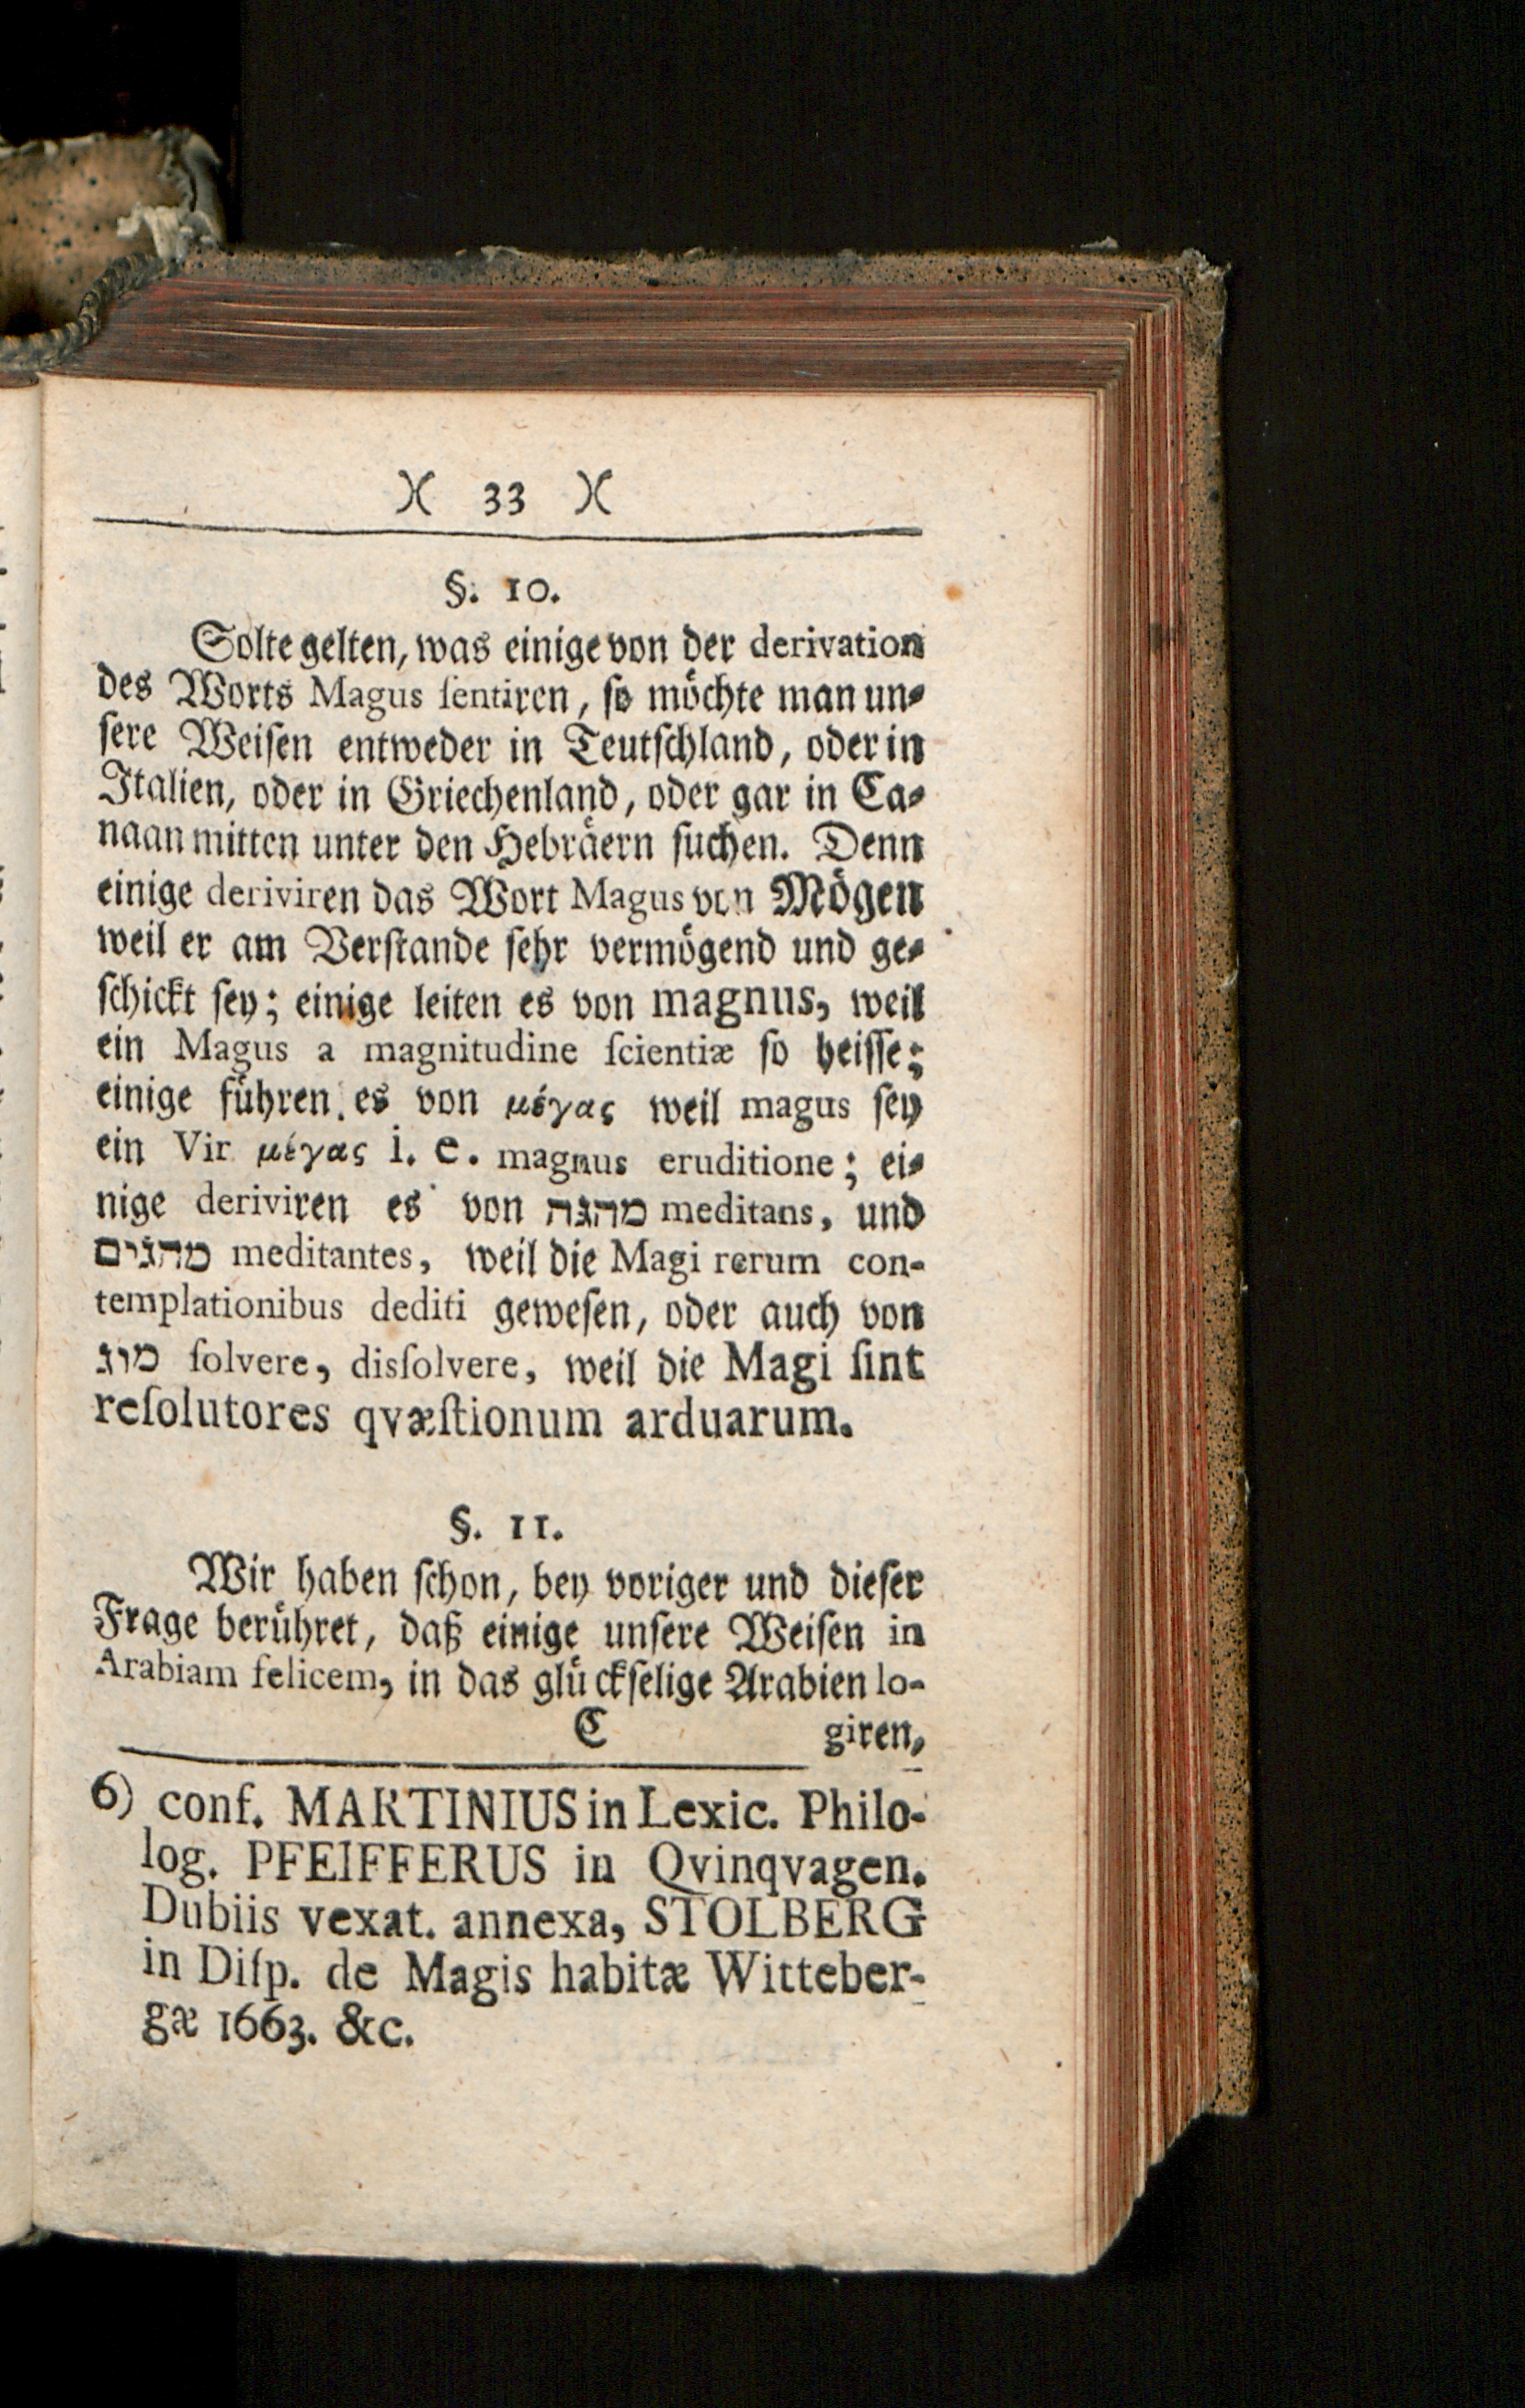 )( 33 )(
§. 10.
Solte gelten, was einige von der derivation
des Worts Magus ſentiren, ſo möchte man un-
ſere Weiſen entweder in Teutſchland, oder in
Italien, oder in Griechenland, oder gar in Ca-
naan mitten unter den Hebräern ſuchen. Denn
einige deriviren das Wort Magus von Mögen
weil er am Verſtande ſehr vermögend und ge-
ſchickt ſey; einige leiten es von magnus, weil
ein Magus a magnitudine ſcientiæ ſo heiſſe;
einige führen es von μέγας weil magus ſey
ein Vir μέγας i. e. magnus eruditione; ei-
nige deriviren es von מהגה meditans, und
מהגים meditantes, weil die Magi rerum con-
templationibus dediti geweſen, oder auch von
מוג ſolvere, disſolvere, weil die Magi ſint
reſolutores qvæſtionum arduarum.
§. 11.
Wir haben ſchon, bey voriger und dieſer
Frage berühret, daß einige unſere Weiſen in
Arabiam felicem, in das glückſelige Arabien lo-
C giren,
6) conf. MARTINIUS in Lexic. Philo-
log. PFEIFFERUS in Qvinqvagen.
Dubiis vexat. annexa, STOLBERG
in Diſp. de Magis habitæ Witteber-
gæ 1663. &c.